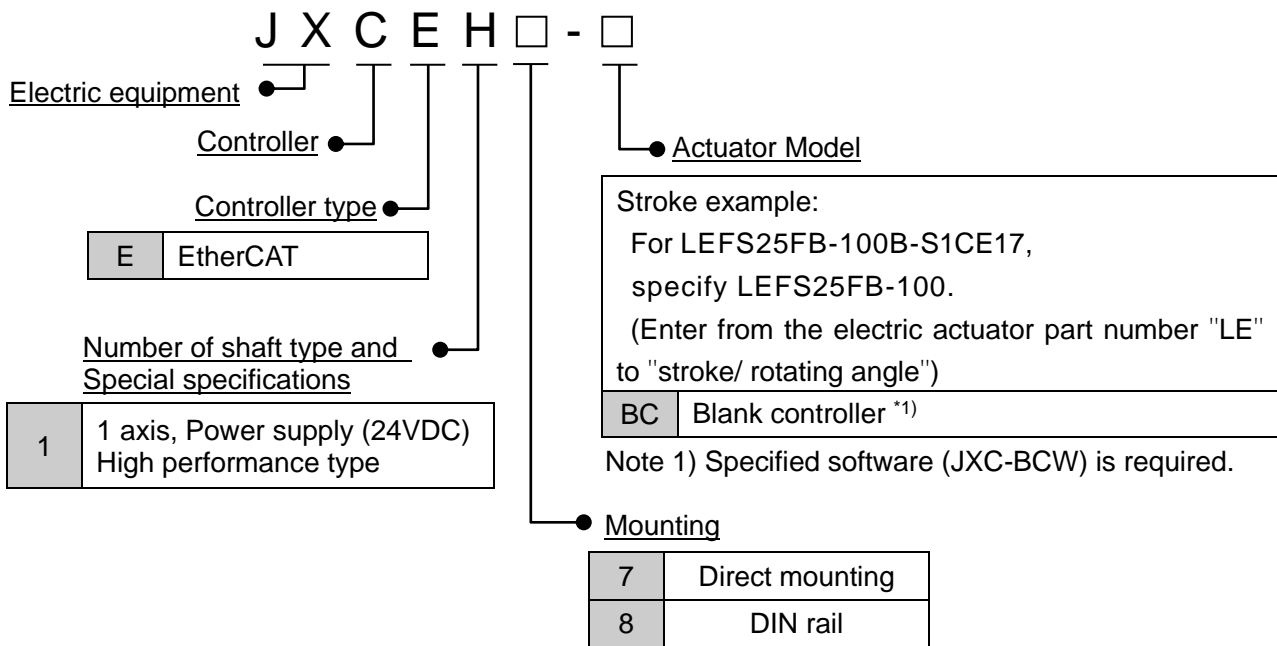 J X C E H □ - □
Electric equipment
Controller
Controller type
E EtherCAT
Number of shaft type and
Special specifications
1 1 axis, Power supply (24VDC)
High performance type
Actuator Model
Stroke example:
For LEFS25FB-100B-S1CE17,
specify LEFS25FB-100.
(Enter from the electric actuator part number "LE"
to "stroke/ rotating angle")
BC Blank controller *1)
Note 1) Specified software (JXC-BCW) is required.
Mounting
7 Direct mounting
8 DIN rail